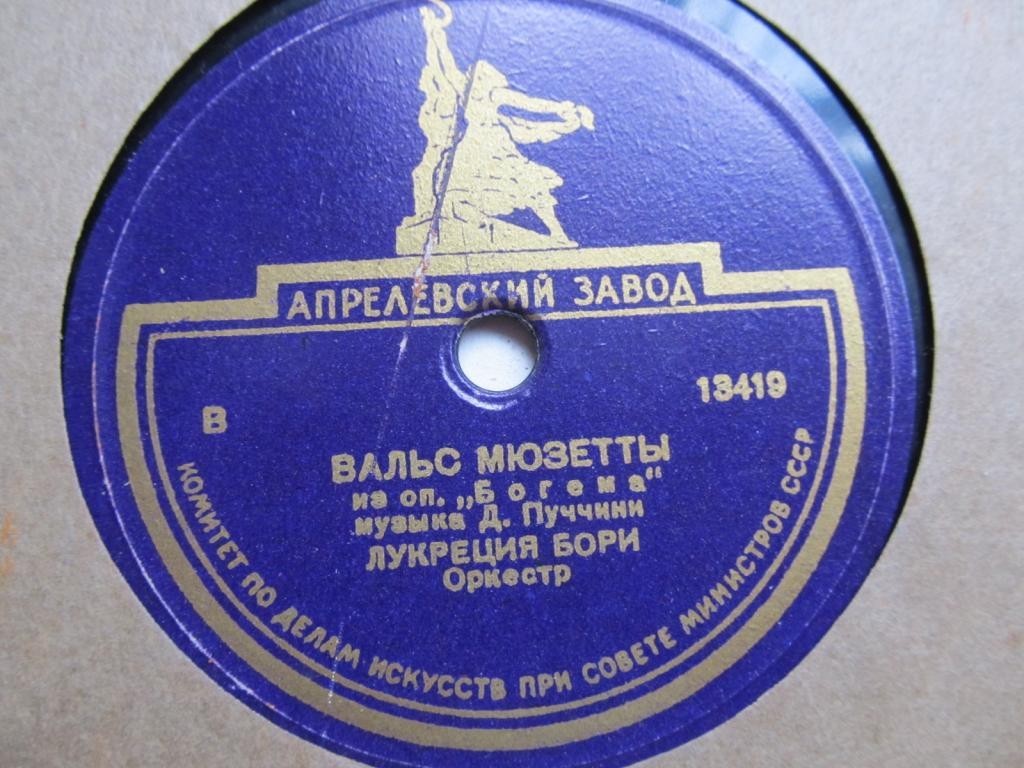 АПРЕЛЕВСКИЙ ЗАВОД
В
13419
ВАЛЬС МЮЗЕТТЫ
из оп. „Богема“
музыка Д. Пуччини
ЛУКРЕЦИЯ БОРИ
Оркестр
КОМИТЕТ ПО ДЕЛАМ ИСКУССТВ ПРИ СОВЕТЕ МИНИСТРОВ СССР